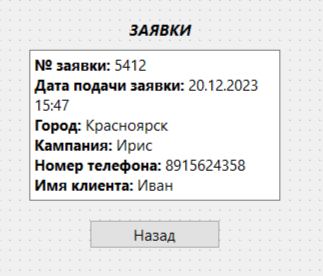 ЗАЯВКИ
№ заявки: 5412
Дата подачи заявки: 20.12.2023
15:47
Город: Красноярск
Кампания: Ирис
Номер телефона: 8915624358
Имя клиента: Иван
Назад